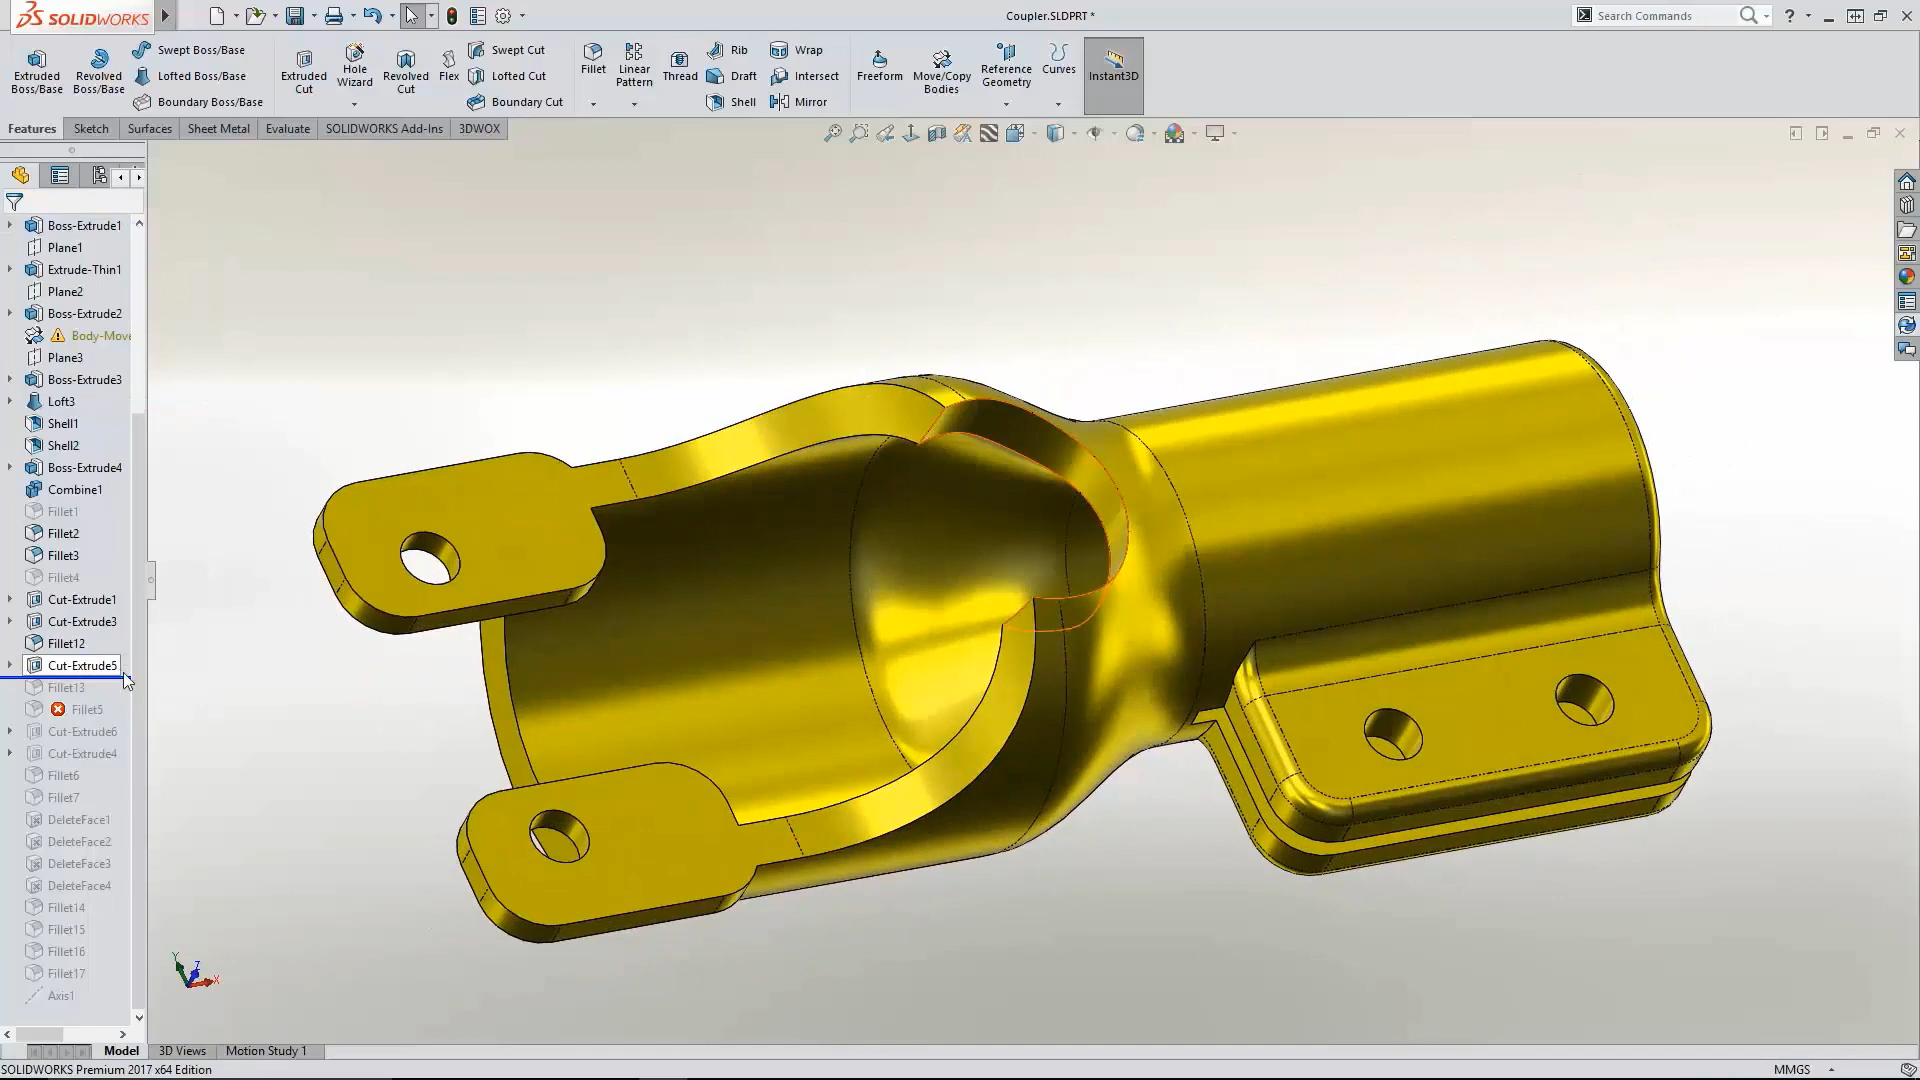 SOLIDWORKS
Coupler.SLDPRT *
Search Commands
Extruded Boss/Base
Revolved Boss/Base
Swept Boss/Base
Lofted Boss/Base
Boundary Boss/Base
Extruded Cut
Hole Wizard
Revolved Cut
Flex
Swept Cut
Lofted Cut
Boundary Cut
Fillet
Linear Pattern
Thread
Rib
Draft
Shell
Wrap
Intersect
Mirror
Freeform
Move/Copy Bodies
Reference Geometry
Curves
Instant3D
Features
Sketch
Surfaces
Sheet Metal
Evaluate
SOLIDWORKS Add-Ins
3DWOX
Boss-Extrude1
Plane1
Extrude-Thin1
Plane2
Boss-Extrude2
Body-Move
Plane3
Boss-Extrude3
Loft3
Shell1
Shell2
Boss-Extrude4
Combine1
Fillet1
Fillet2
Fillet3
Fillet4
Cut-Extrude1
Cut-Extrude3
Fillet12
Cut-Extrude5
Fillet13
Fillet5
Cut-Extrude6
Cut-Extrude4
Fillet6
Fillet7
DeleteFace1
DeleteFace2
DeleteFace3
DeleteFace4
Fillet14
Fillet15
Fillet16
Fillet17
Axis1
Y
Z
X
Model
3D Views
Motion Study 1
SOLIDWORKS Premium 2017 x64 Edition
MMGS